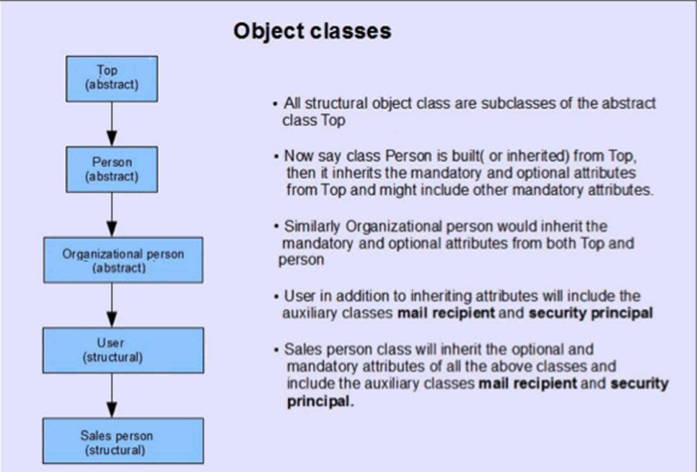 Object classes
Top
(abstract)
Person
(abstract)
Organizational person
(abstract)
User
(structural)
Sales person
(structural)
• All structural object class are subclasses of the abstract
class Top
• Now say class Person is built( or inherited) from Top,
then it inherits the mandatory and optional attributes
from Top and might include other mandatory attributes.
• Similarly Organizational person would inherit the
mandatory and optional attributes from both Top and
person
• User in addition to inheriting attributes will include the
auxiliary classes mail recipient and security principal
• Sales person class will inherit the optional and
mandatory attributes of all the above classes and
include the auxiliary classes mail recipient and security
principal.